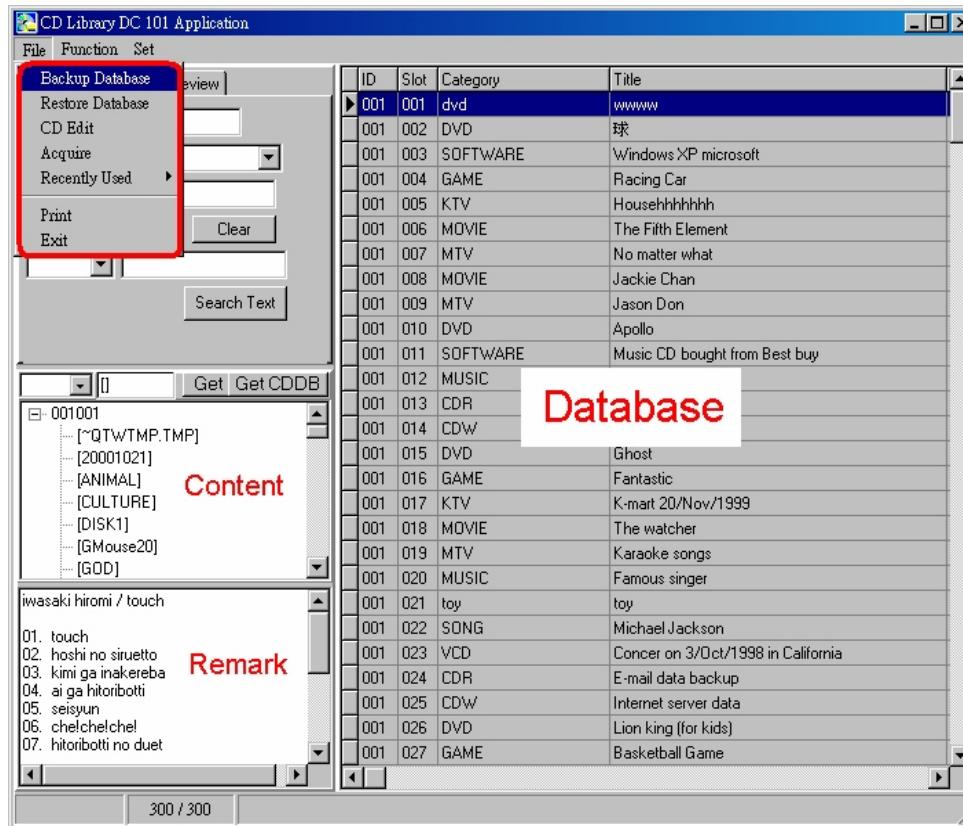 CD Library DC 101 Application
File Function Set
Backup Database
Restore Database
CD Edit
Acquire
Recently Used
Print
Exit
eview
Clear
Search Text
[] Get Get CDDB
001001
[~QTWTMP.TMP]
[20001021]
[ANIMAL]
[CULTURE]
[DISK1]
[GMouse20]
[GOD]
Content
iwasaki hiromi / touch
01. touch
02. hoshi no siruetto
03. kimi ga inakereba
04. ai ga hitoribotti
05. seisyun
06. che!che!che!
07. hitoribotti no duet
Remark
ID Slot Category Title
001 001 dvd wwww
001 002 DVD 球
001 003 SOFTWARE Windows XP microsoft
001 004 GAME Racing Car
001 005 KTV Househhhhhh
001 006 MOVIE The Fifth Element
001 007 MTV No matter what
001 008 MOVIE Jackie Chan
001 009 MTV Jason Don
001 010 DVD Apollo
001 011 SOFTWARE Music CD bought from Best buy
001 012 MUSIC
001 013 CDR
001 014 CDW
001 015 DVD Ghost
001 016 GAME Fantastic
001 017 KTV K-mart 20/Nov/1999
001 018 MOVIE The watcher
001 019 MTV Karaoke songs
001 020 MUSIC Famous singer
001 021 toy toy
001 022 SONG Michael Jackson
001 023 VCD Concer on 3/Oct/1998 in California
001 024 CDR E-mail data backup
001 025 CDW Internet server data
001 026 DVD Lion king (for kids)
001 027 GAME Basketball Game
Database
300 / 300